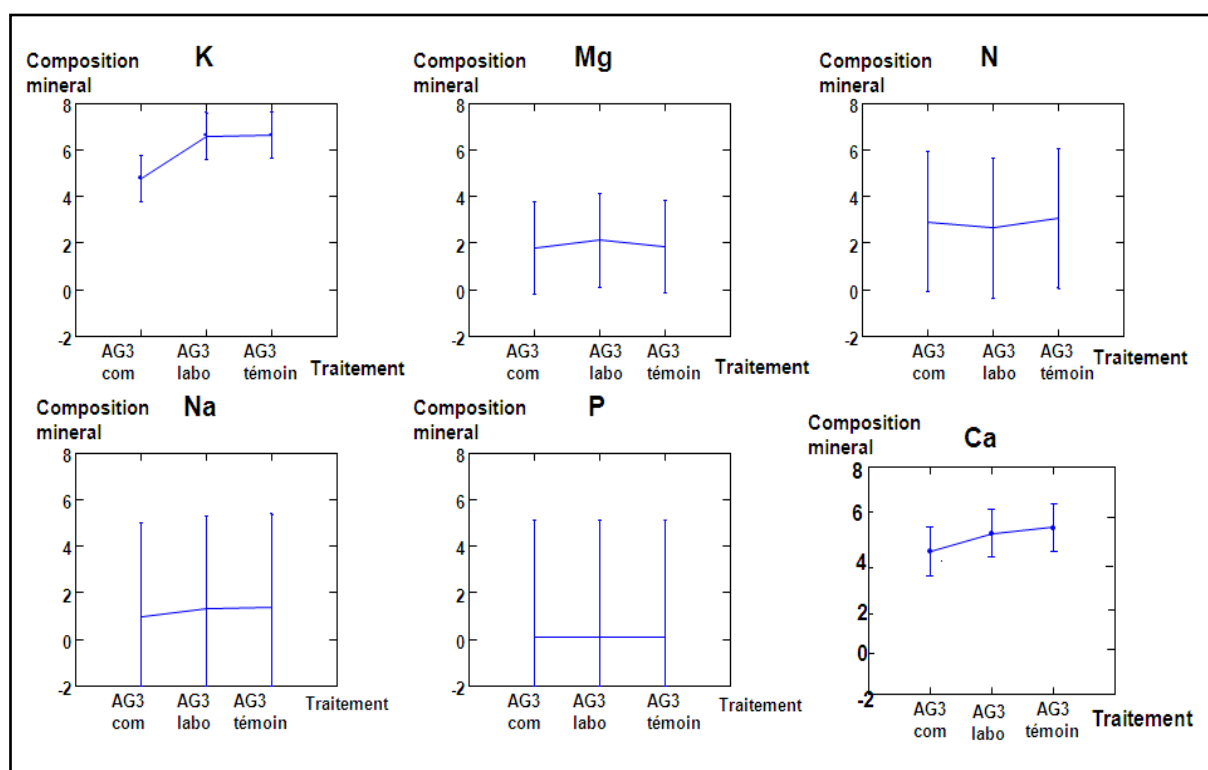 K
Composition
mineral
8
6
4
2
0
-2
AG3 AG3 AG3
com labo témoin
Traitement
Mg
Composition
mineral
8
6
4
2
0
-2
AG3 AG3 AG3
com labo témoin
Traitement
N
Composition
mineral
8
6
4
2
0
-2
AG3 AG3 AG3
com labo témoin
Traitement
Na
Composition
mineral
8
6
4
2
0
-2
AG3 AG3 AG3
com labo témoin
Traitement
P
Composition
mineral
8
6
4
2
0
-2
AG3 AG3 AG3
com labo témoin
Traitement
Ca
Composition
mineral
8
6
4
2
0
-2
AG3 AG3 AG3
com labo témoin
Traitement